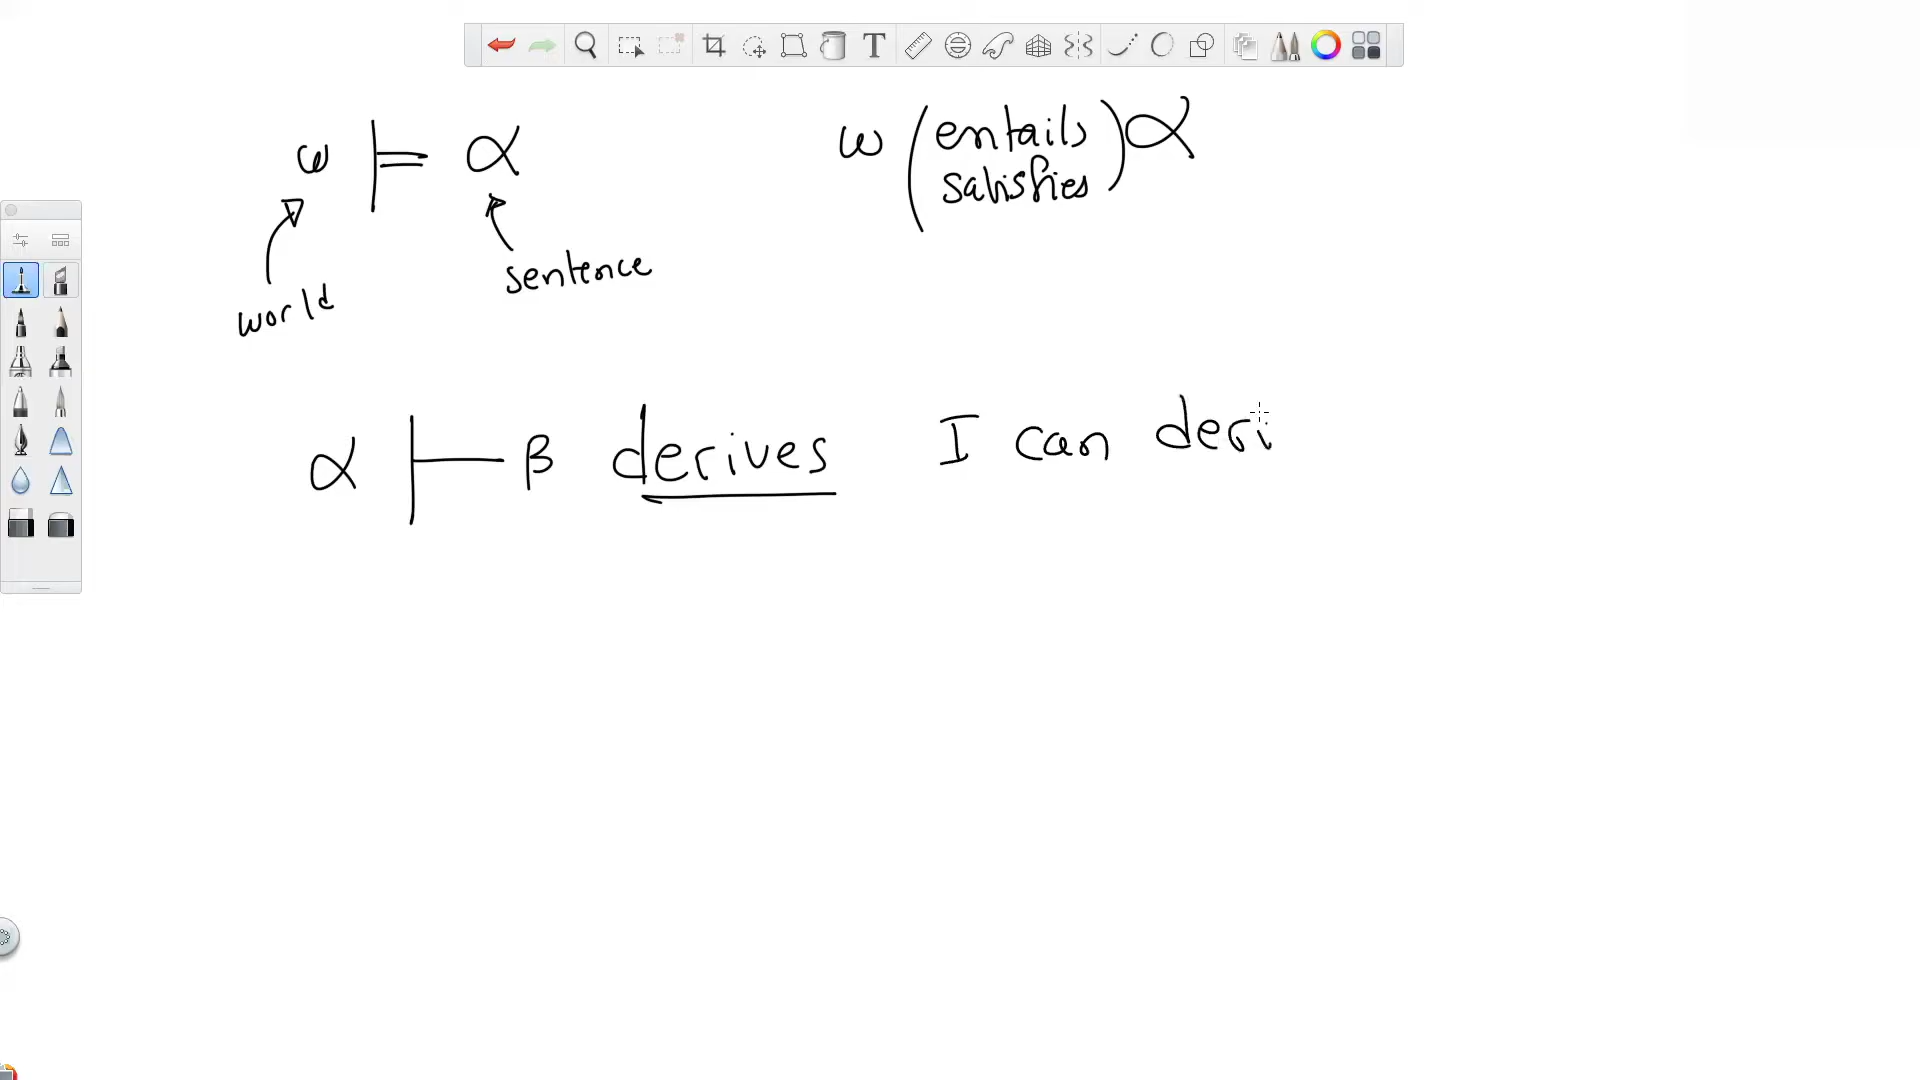 ω ⊨ α
world
sentence
ω (entails satisfies) α
α ⊢ β derives I can deri